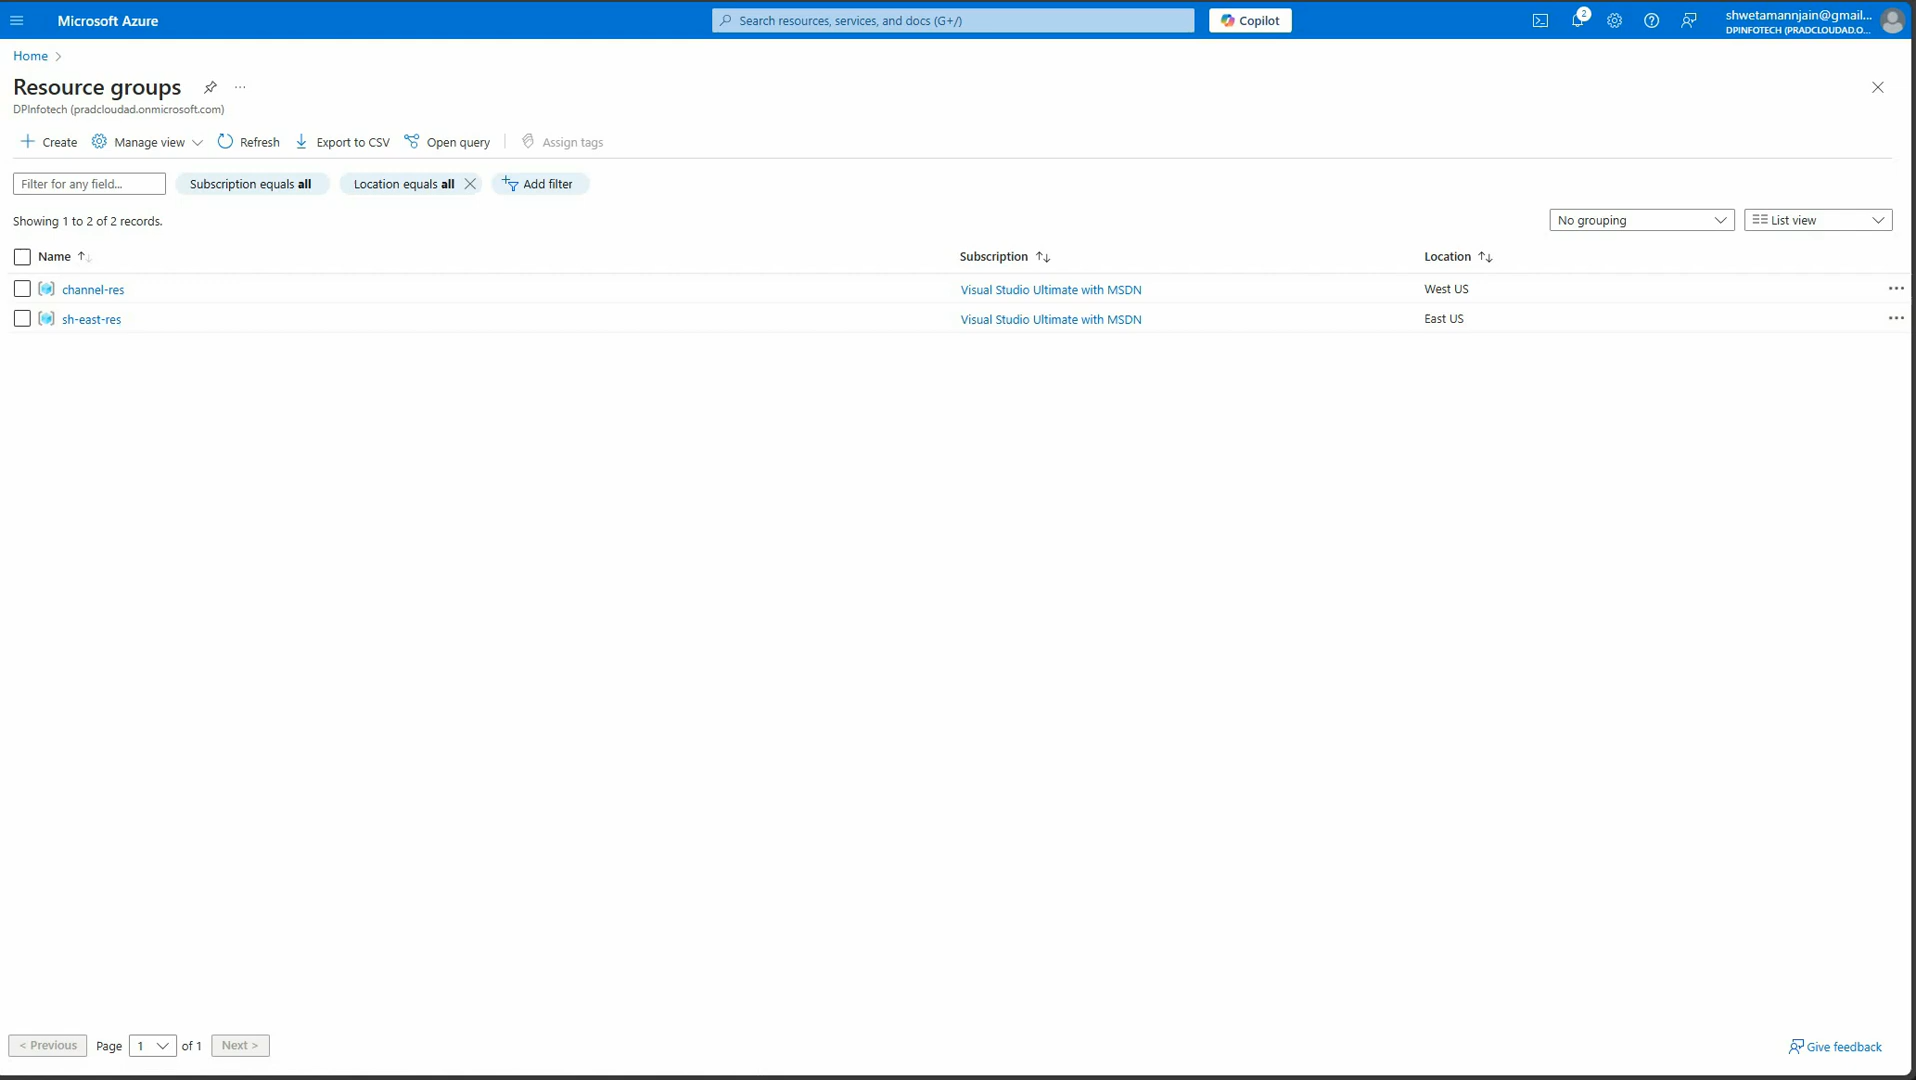 Microsoft Azure
Search resources, services, and docs (G+/)
Copilot
2
shwetamannjain@gmail...
DPINFOTECH (PRADCLOUDAD.O...
Home
Resource groups
DPInfotech (pradcloudad.onmicrosoft.com)
Create
Manage view
Refresh
Export to CSV
Open query
Assign tags
Filter for any field...
Subscription equals all
Location equals all
Add filter
Showing 1 to 2 of 2 records.
No grouping
List view
Name
Subscription
Location
channel-res
Visual Studio Ultimate with MSDN
West US
sh-east-res
Visual Studio Ultimate with MSDN
East US
< Previous
Page
1
of 1
Next >
Give feedback